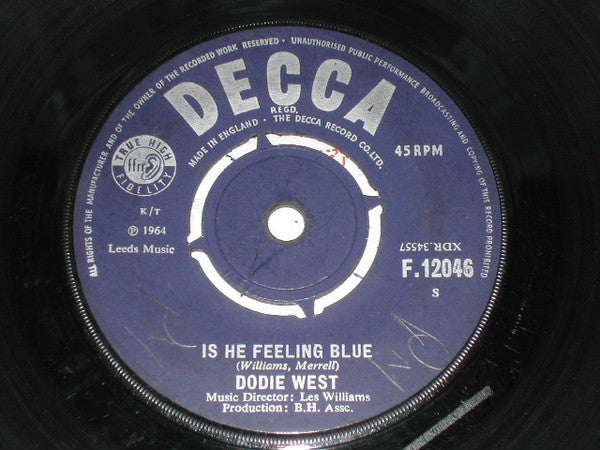 ALL RIGHTS OF THE MANUFACTURER AND OF THE OWNER OF THE RECORDED WORK RESERVED · UNAUTHORISED PUBLIC PERFORMANCE BROADCASTING AND COPYING OF THIS RECORD PROHIBITED
DECCA
REGD.
MADE IN ENGLAND · THE DECCA RECORD CO.LTD.
TRUE HIGH
ffrr
FIDELITY
45 RPM
K/T
℗ 1964
Leeds Music
XDR.34557
F.12046
S
IS HE FEELING BLUE
(Williams, Merrell)
DODIE WEST
Music Director: Les Williams
Production: B.H. Assc.